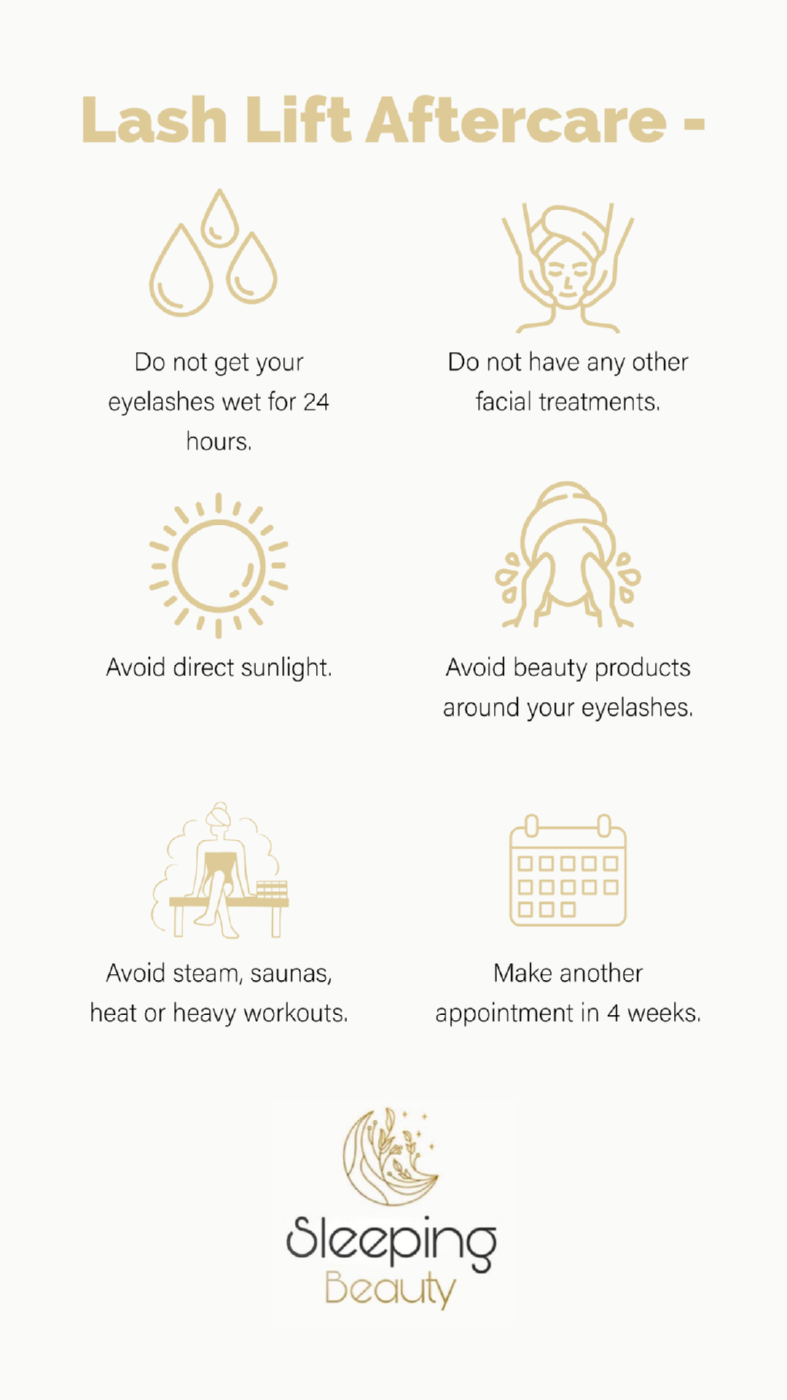 Lash Lift Aftercare -
Do not get your
eyelashes wet for 24
hours.
Do not have any other
facial treatments.
Avoid direct sunlight.
Avoid beauty products
around your eyelashes.
Avoid steam, saunas,
heat or heavy workouts.
Make another
appointment in 4 weeks.
Sleeping
Beauty